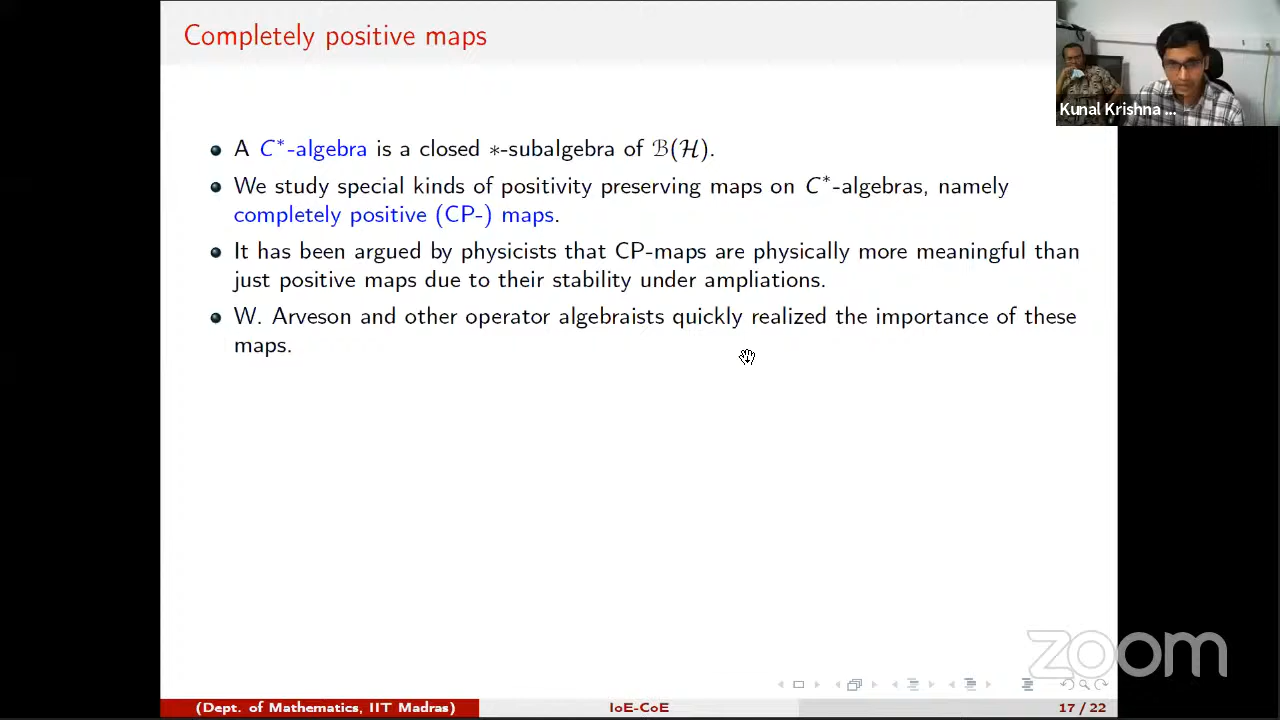 Completely positive maps
Kunal Krishna ...
A C*-algebra is a closed *-subalgebra of B(H).
We study special kinds of positivity preserving maps on C*-algebras, namely
completely positive (CP-) maps.
It has been argued by physicists that CP-maps are physically more meaningful than
just positive maps due to their stability under ampliations.
W. Arveson and other operator algebraists quickly realized the importance of these
maps.
zoom
(Dept. of Mathematics, IIT Madras) IoE-CoE 17 / 22